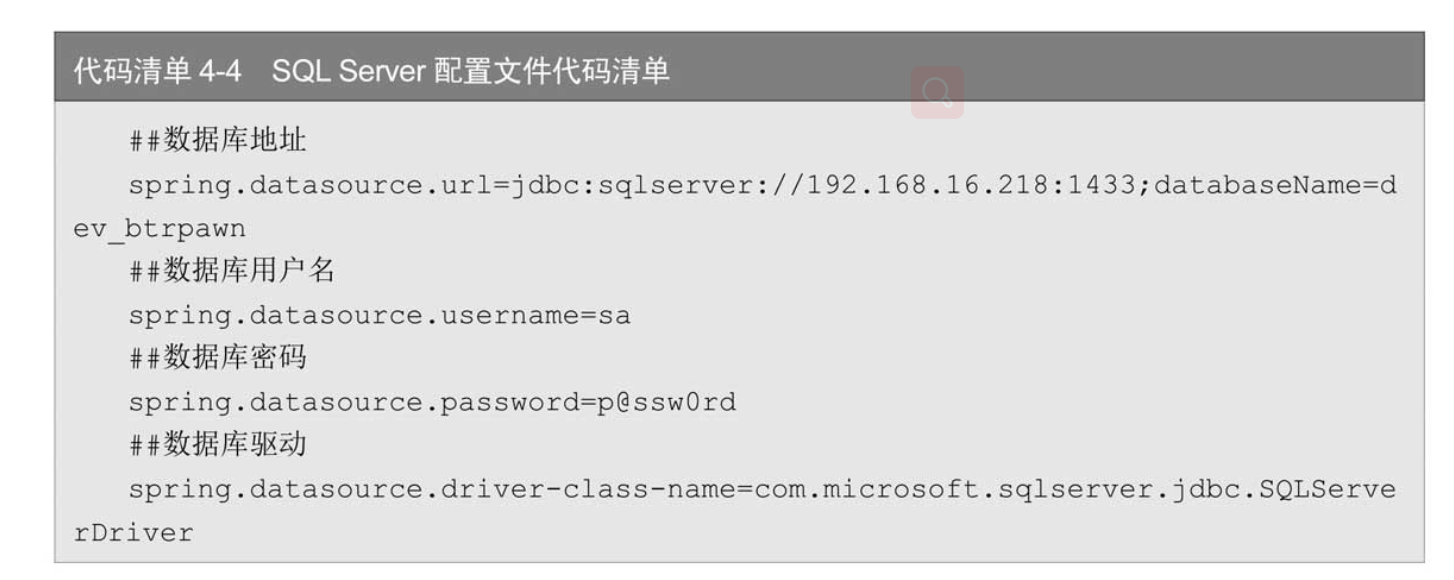 代码清单 4-4 SQL Server 配置文件代码清单
##数据库地址
spring.datasource.url=jdbc:sqlserver://192.168.16.218:1433;databaseName=d
ev_btrpawn
##数据库用户名
spring.datasource.username=sa
##数据库密码
spring.datasource.password=p@ssw0rd
##数据库驱动
spring.datasource.driver-class-name=com.microsoft.sqlserver.jdbc.SQLServe
rDriver